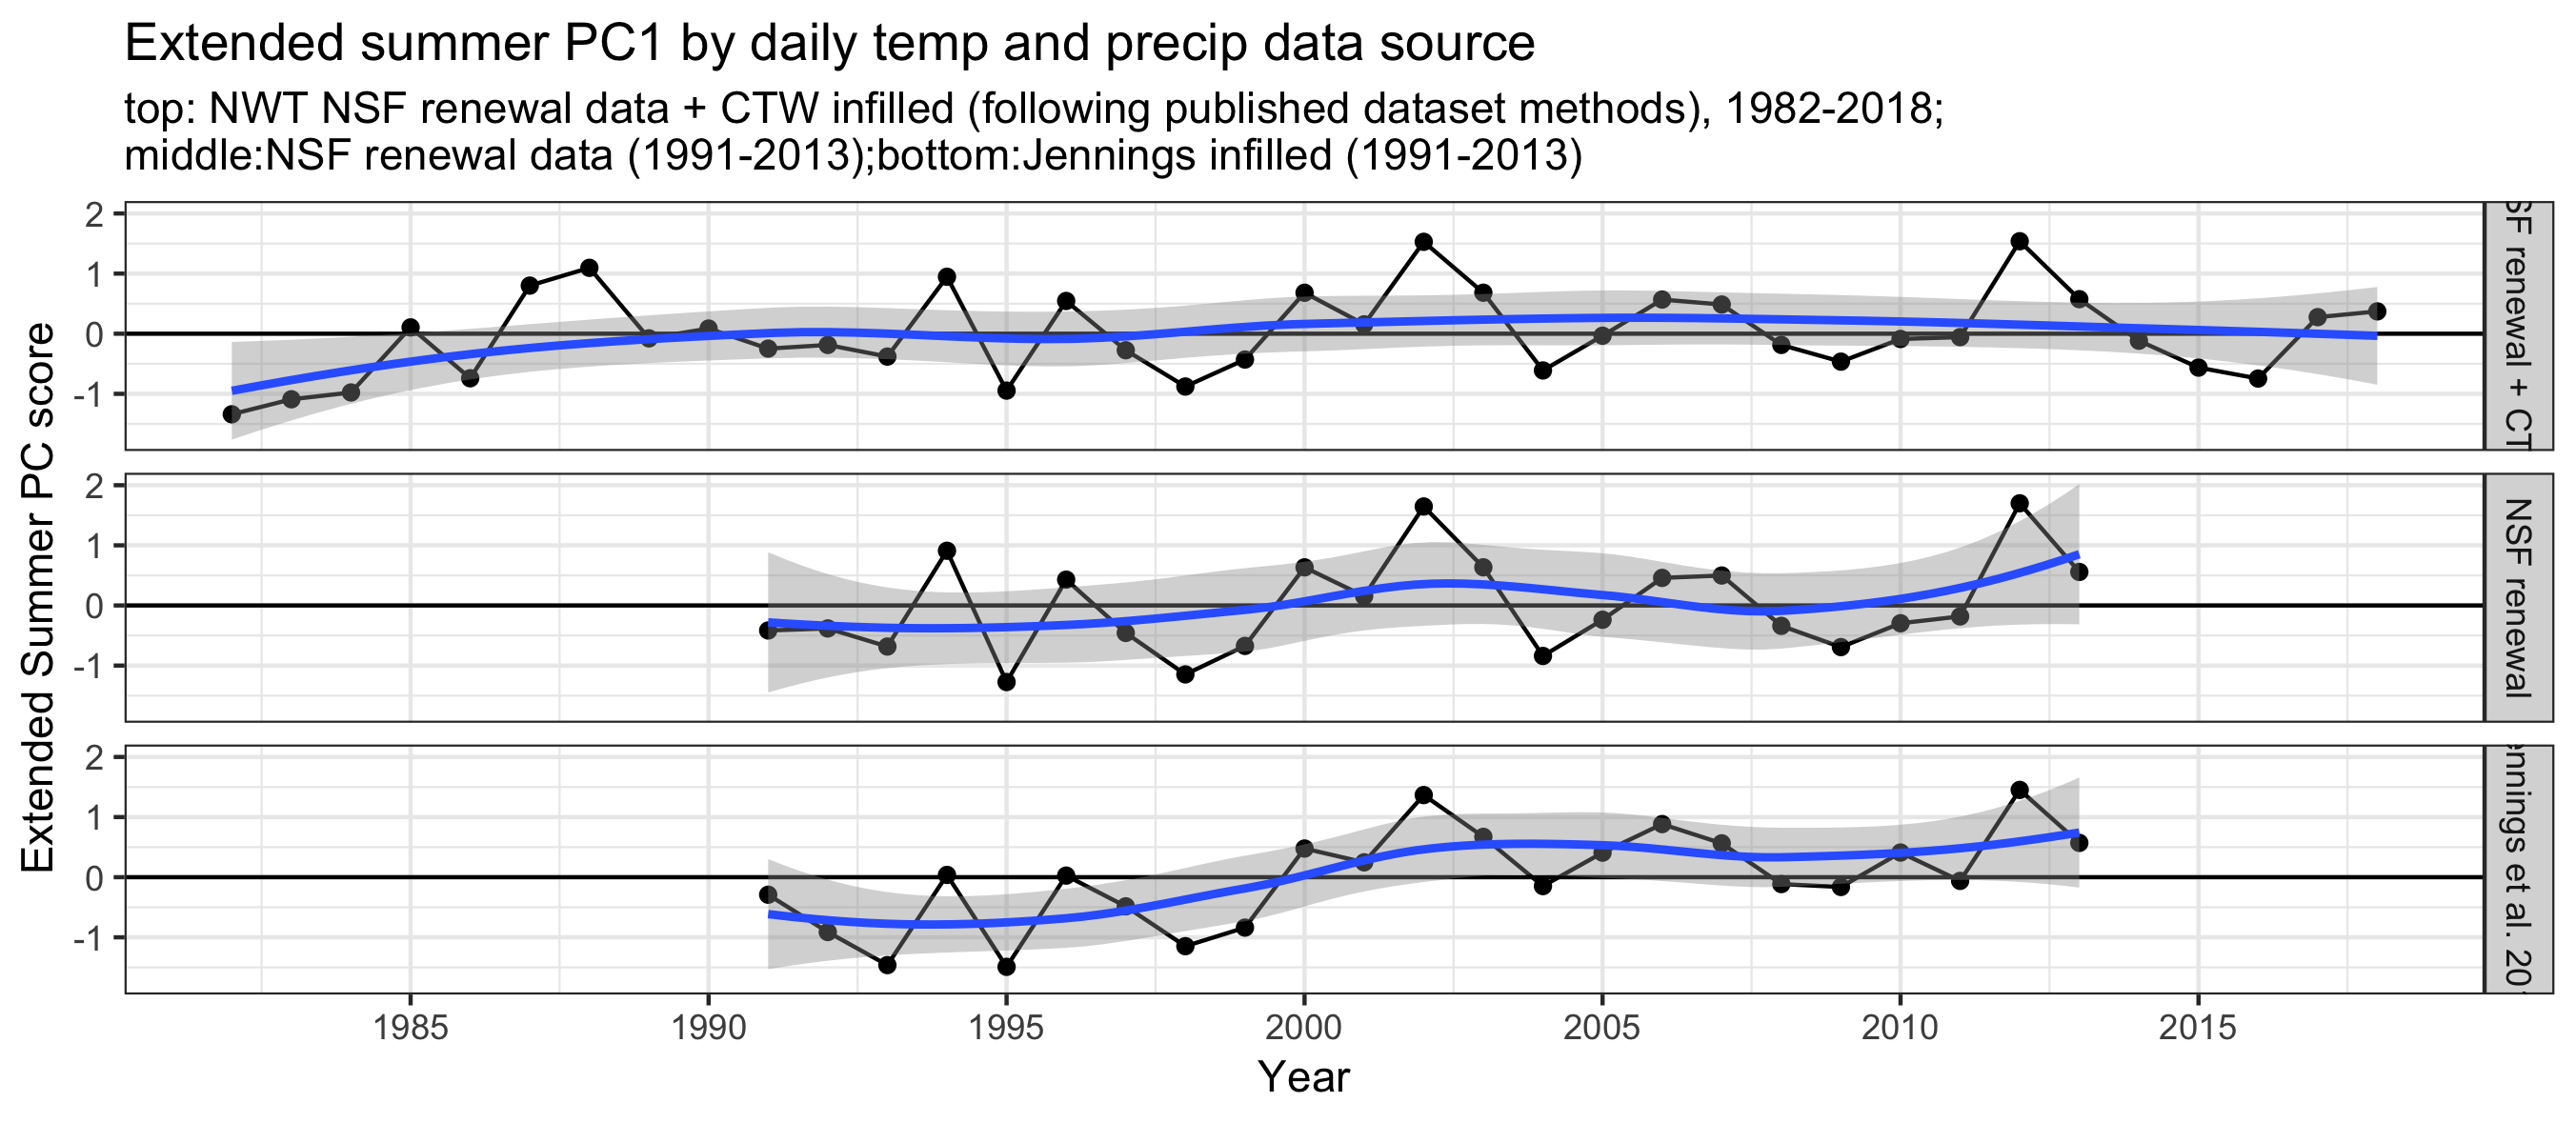 Extended summer PC1 by daily temp and precip data source
top: NWT NSF renewal data + CTW infilled (following published dataset methods), 1982-2018;
middle:NSF renewal data (1991-2013);bottom:Jennings infilled (1991-2013)
Extended Summer PC score
2
1
0
-1
SF renewal + CT
2
1
0
-1
NSF renewal
2
1
0
-1
ennings et al. 20
1985 1990 1995 2000 2005 2010 2015
Year